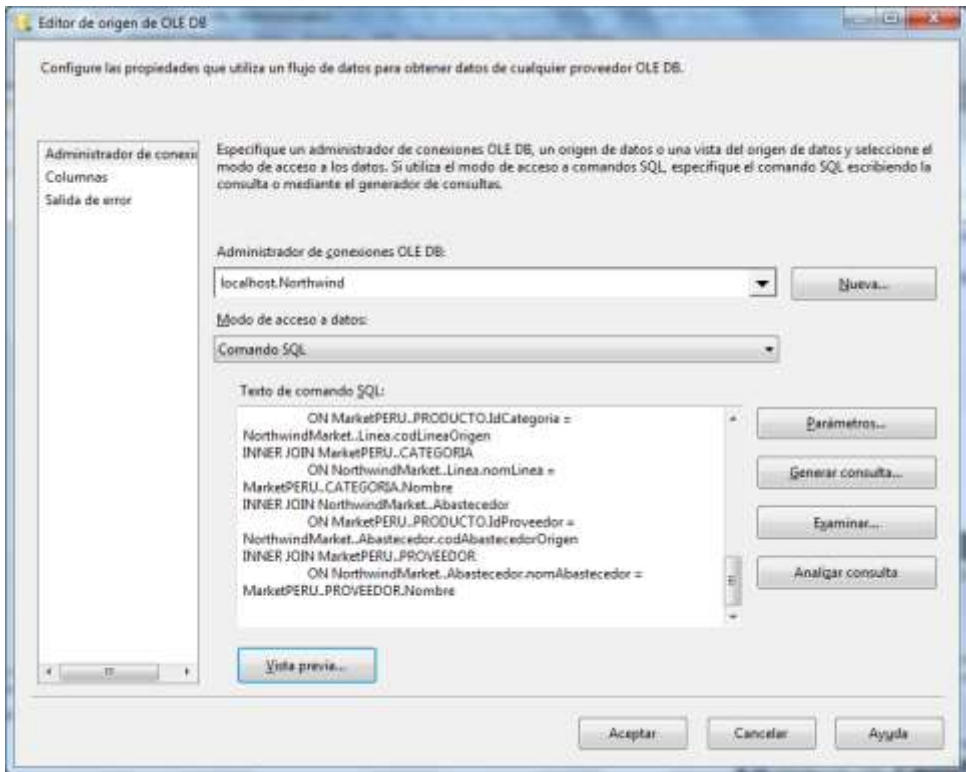 Editor de origen de OLE DB
Configure las propiedades que utiliza un flujo de datos para obtener datos de cualquier proveedor OLE DB.
Administrador de conexi
Columnas
Salida de error
Especifique un administrador de conexiones OLE DB, un origen de datos o una vista del origen de datos y seleccione el
modo de acceso a los datos. Si utiliza el modo de acceso a comandos SQL, especifique el comando SQL escribiendo la
consulta o mediante el generador de consultas.
Administrador de conexiones OLE DB:
localhost.Northwind
Nueva...
Modo de acceso a datos:
Comando SQL
Texto de comando SQL:
ON MarketPERU..PRODUCTO.IdCategoria =
NorthwindMarket..Linea.codLineaOrigen
INNER JOIN MarketPERU..CATEGORIA
ON NorthwindMarket..Linea.nomLinea =
MarketPERU..CATEGORIA.Nombre
INNER JOIN NorthwindMarket..Abastecedor
ON MarketPERU..PRODUCTO.IdProveedor =
NorthwindMarket..Abastecedor.codAbastecedorOrigen
INNER JOIN MarketPERU..PROVEEDOR
ON NorthwindMarket..Abastecedor.nomAbastecedor =
MarketPERU..PROVEEDOR.Nombre
Parámetros...
Generar consulta...
Examinar...
Analizar consulta
Vista previa...
Aceptar
Cancelar
Ayuda